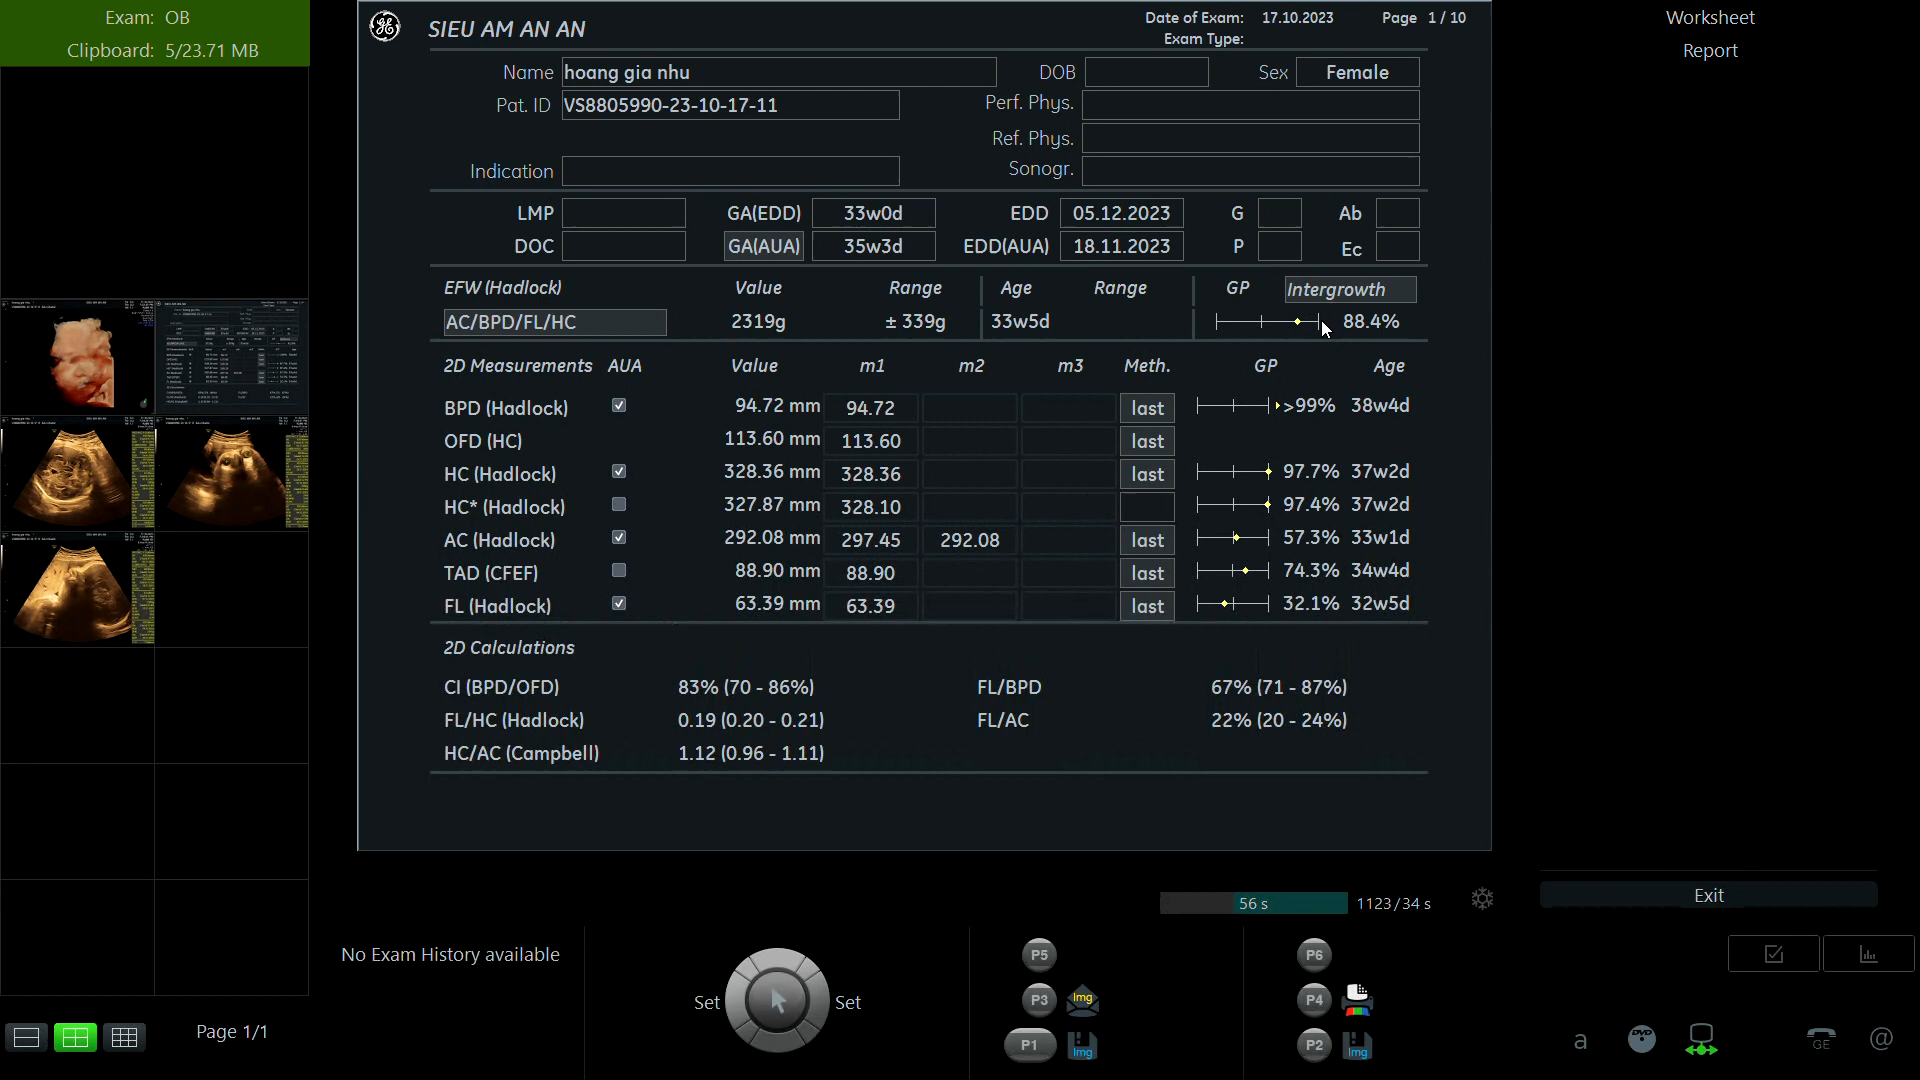 Exam: OB
Clipboard: 5/23.71 MB
SIEU AM AN AN
Date of Exam: 17.10.2023 Page 1 / 10
Exam Type:
Name hoang gia nhu DOB Sex Female
Pat. ID VS8805990-23-10-17-11 Perf. Phys.
Ref. Phys.
Indication Sonogr.
LMP GA(EDD) 33w0d EDD 05.12.2023 G Ab
DOC GA(AUA) 35w3d EDD(AUA) 18.11.2023 P Ec
EFW (Hadlock) Value Range Age Range GP Intergrowth
AC/BPD/FL/HC 2319g ± 339g 33w5d 88.4%
2D Measurements AUA Value m1 m2 m3 Meth. GP Age
BPD (Hadlock) 94.72 mm 94.72 last >99% 38w4d
OFD (HC) 113.60 mm 113.60 last
HC (Hadlock) 328.36 mm 328.36 last 97.7% 37w2d
HC* (Hadlock) 327.87 mm 328.10 97.4% 37w2d
AC (Hadlock) 292.08 mm 297.45 292.08 last 57.3% 33w1d
TAD (CFEF) 88.90 mm 88.90 last 74.3% 34w4d
FL (Hadlock) 63.39 mm 63.39 last 32.1% 32w5d
2D Calculations
CI (BPD/OFD) 83% (70 - 86%) FL/BPD 67% (71 - 87%)
FL/HC (Hadlock) 0.19 (0.20 - 0.21) FL/AC 22% (20 - 24%)
HC/AC (Campbell) 1.12 (0.96 - 1.11)
Worksheet
Report
56 s 1123/34 s
Exit
No Exam History available
Set Set
P5 P6
P3 Img P4
P1 Img P2 Img
Page 1/1
a DVD GE @